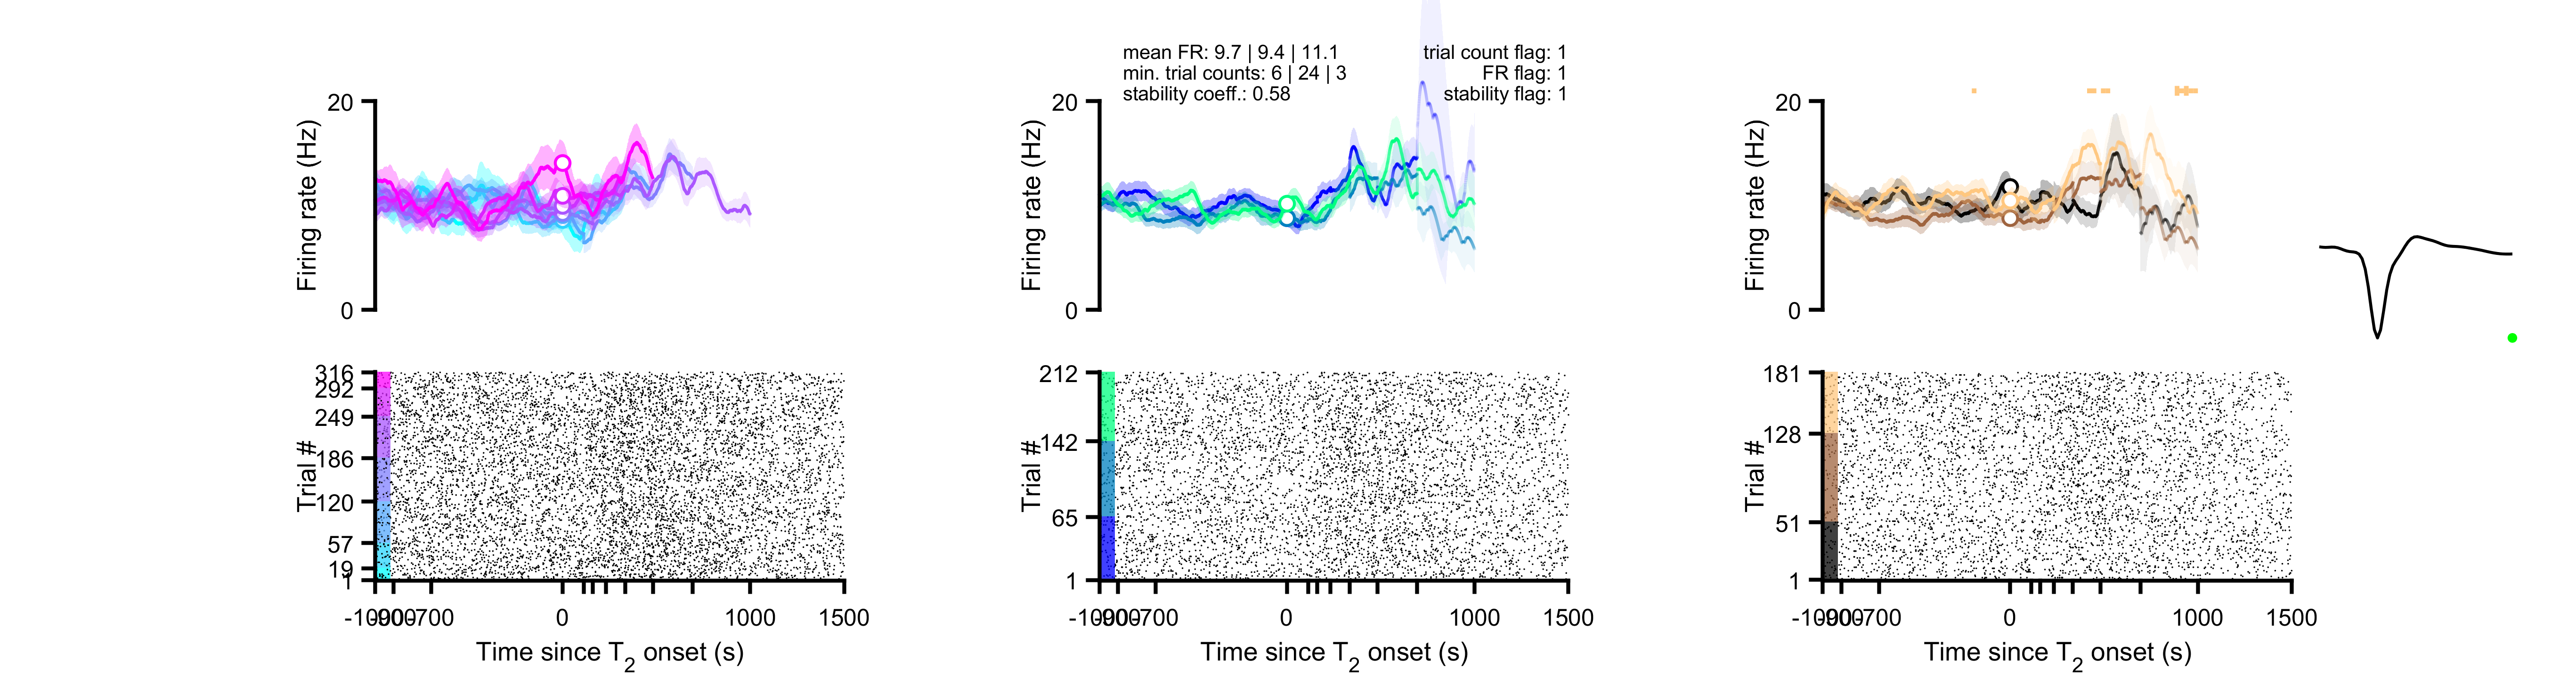 mean FR: 9.7 | 9.4 | 11.1
min. trial counts: 6 | 24 | 3
stability coeff.: 0.58
trial count flag: 1
FR flag: 1
stability flag: 1
20
Firing rate (Hz)
0
20
Firing rate (Hz)
0
20
Firing rate (Hz)
0
316
292
249
186
120
57
19
1
Trial #
-1000
-900
-700
0
1000
1500
Time since T2 onset (s)
212
142
65
1
Trial #
-1000
-900
-700
0
1000
1500
Time since T2 onset (s)
181
128
51
1
Trial #
-1000
-900
-700
0
1000
1500
Time since T2 onset (s)